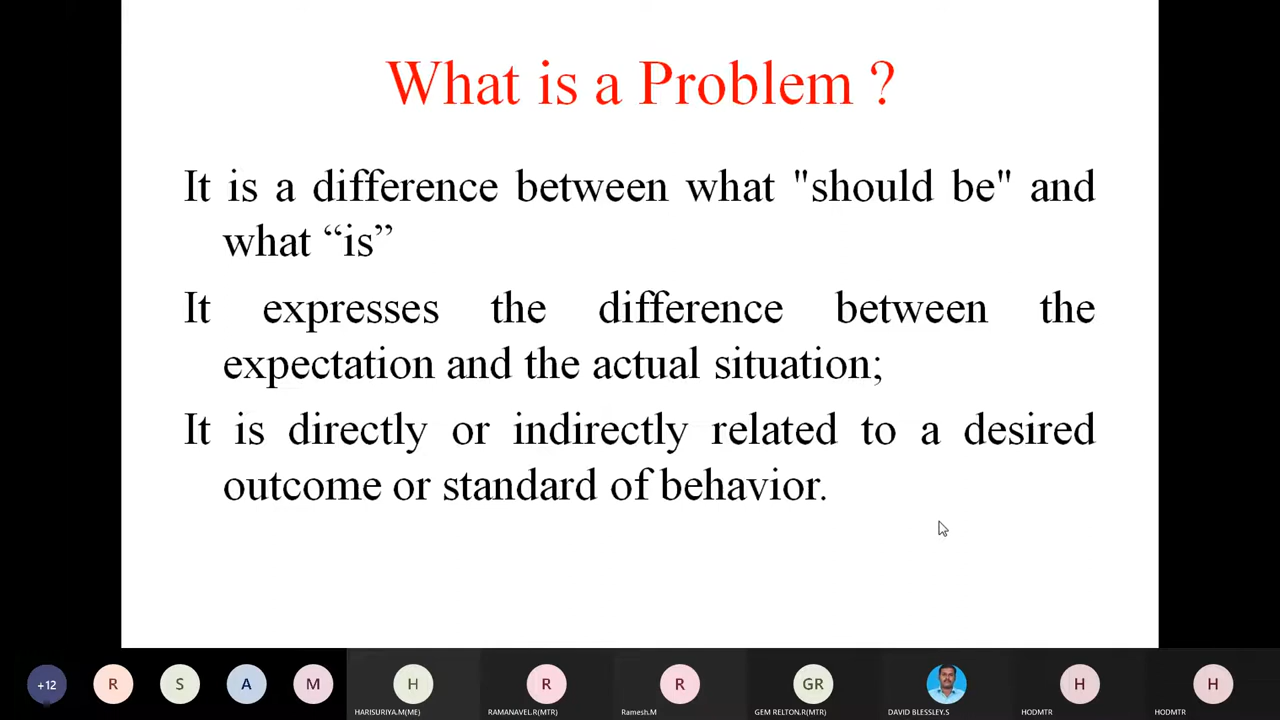 What is a Problem ?
It is a difference between what "should be" and
what “is”
It expresses the difference between the
expectation and the actual situation;
It is directly or indirectly related to a desired
outcome or standard of behavior.
+12 R S A M H R R GR H H
HARISURIYA.M(ME) RAMANAVEL.R(MTR) Ramesh.M GEM RELTON.R(MTR) DAVID BLESSLEY.S HODMTR HODMTR